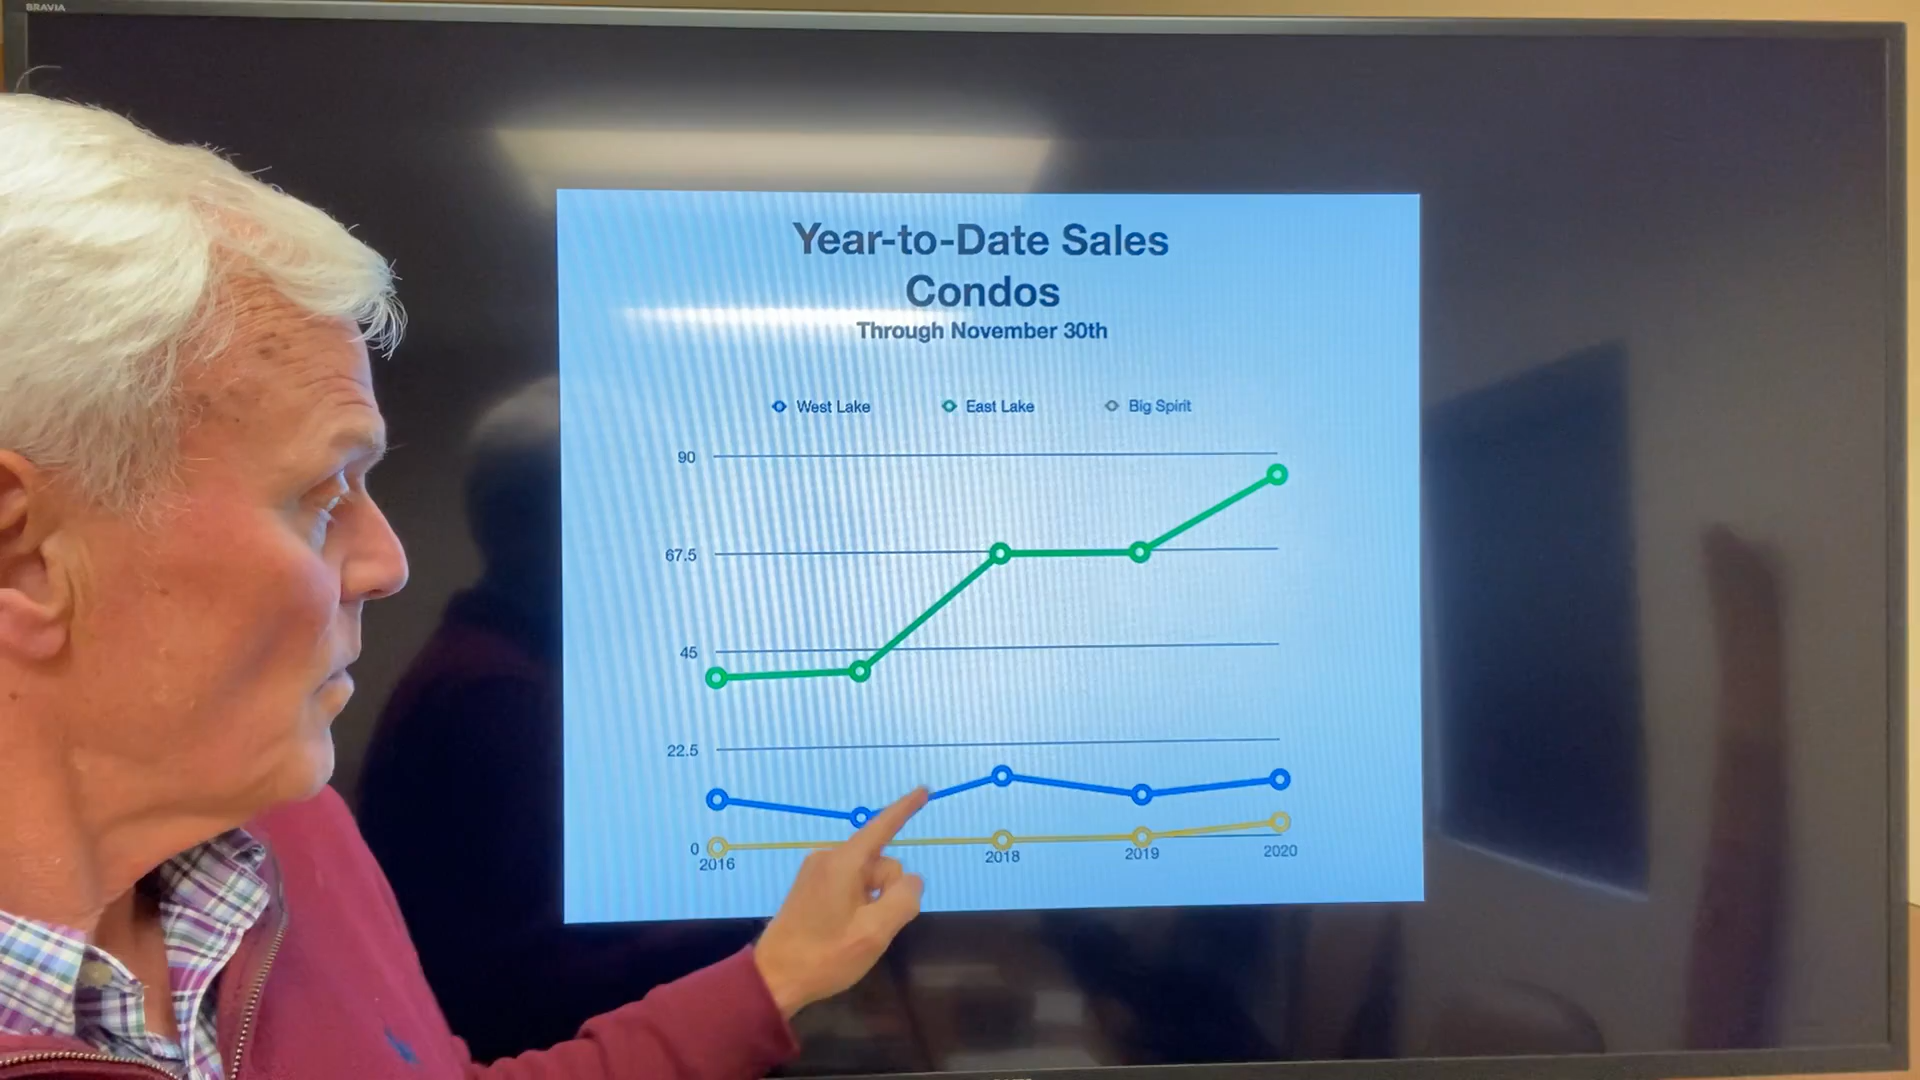 BRAVIA
Year-to-Date Sales
Condos
Through November 30th
West Lake East Lake Big Spirit
90
67.5
45
22.5
0
2016 2018 2019 2020